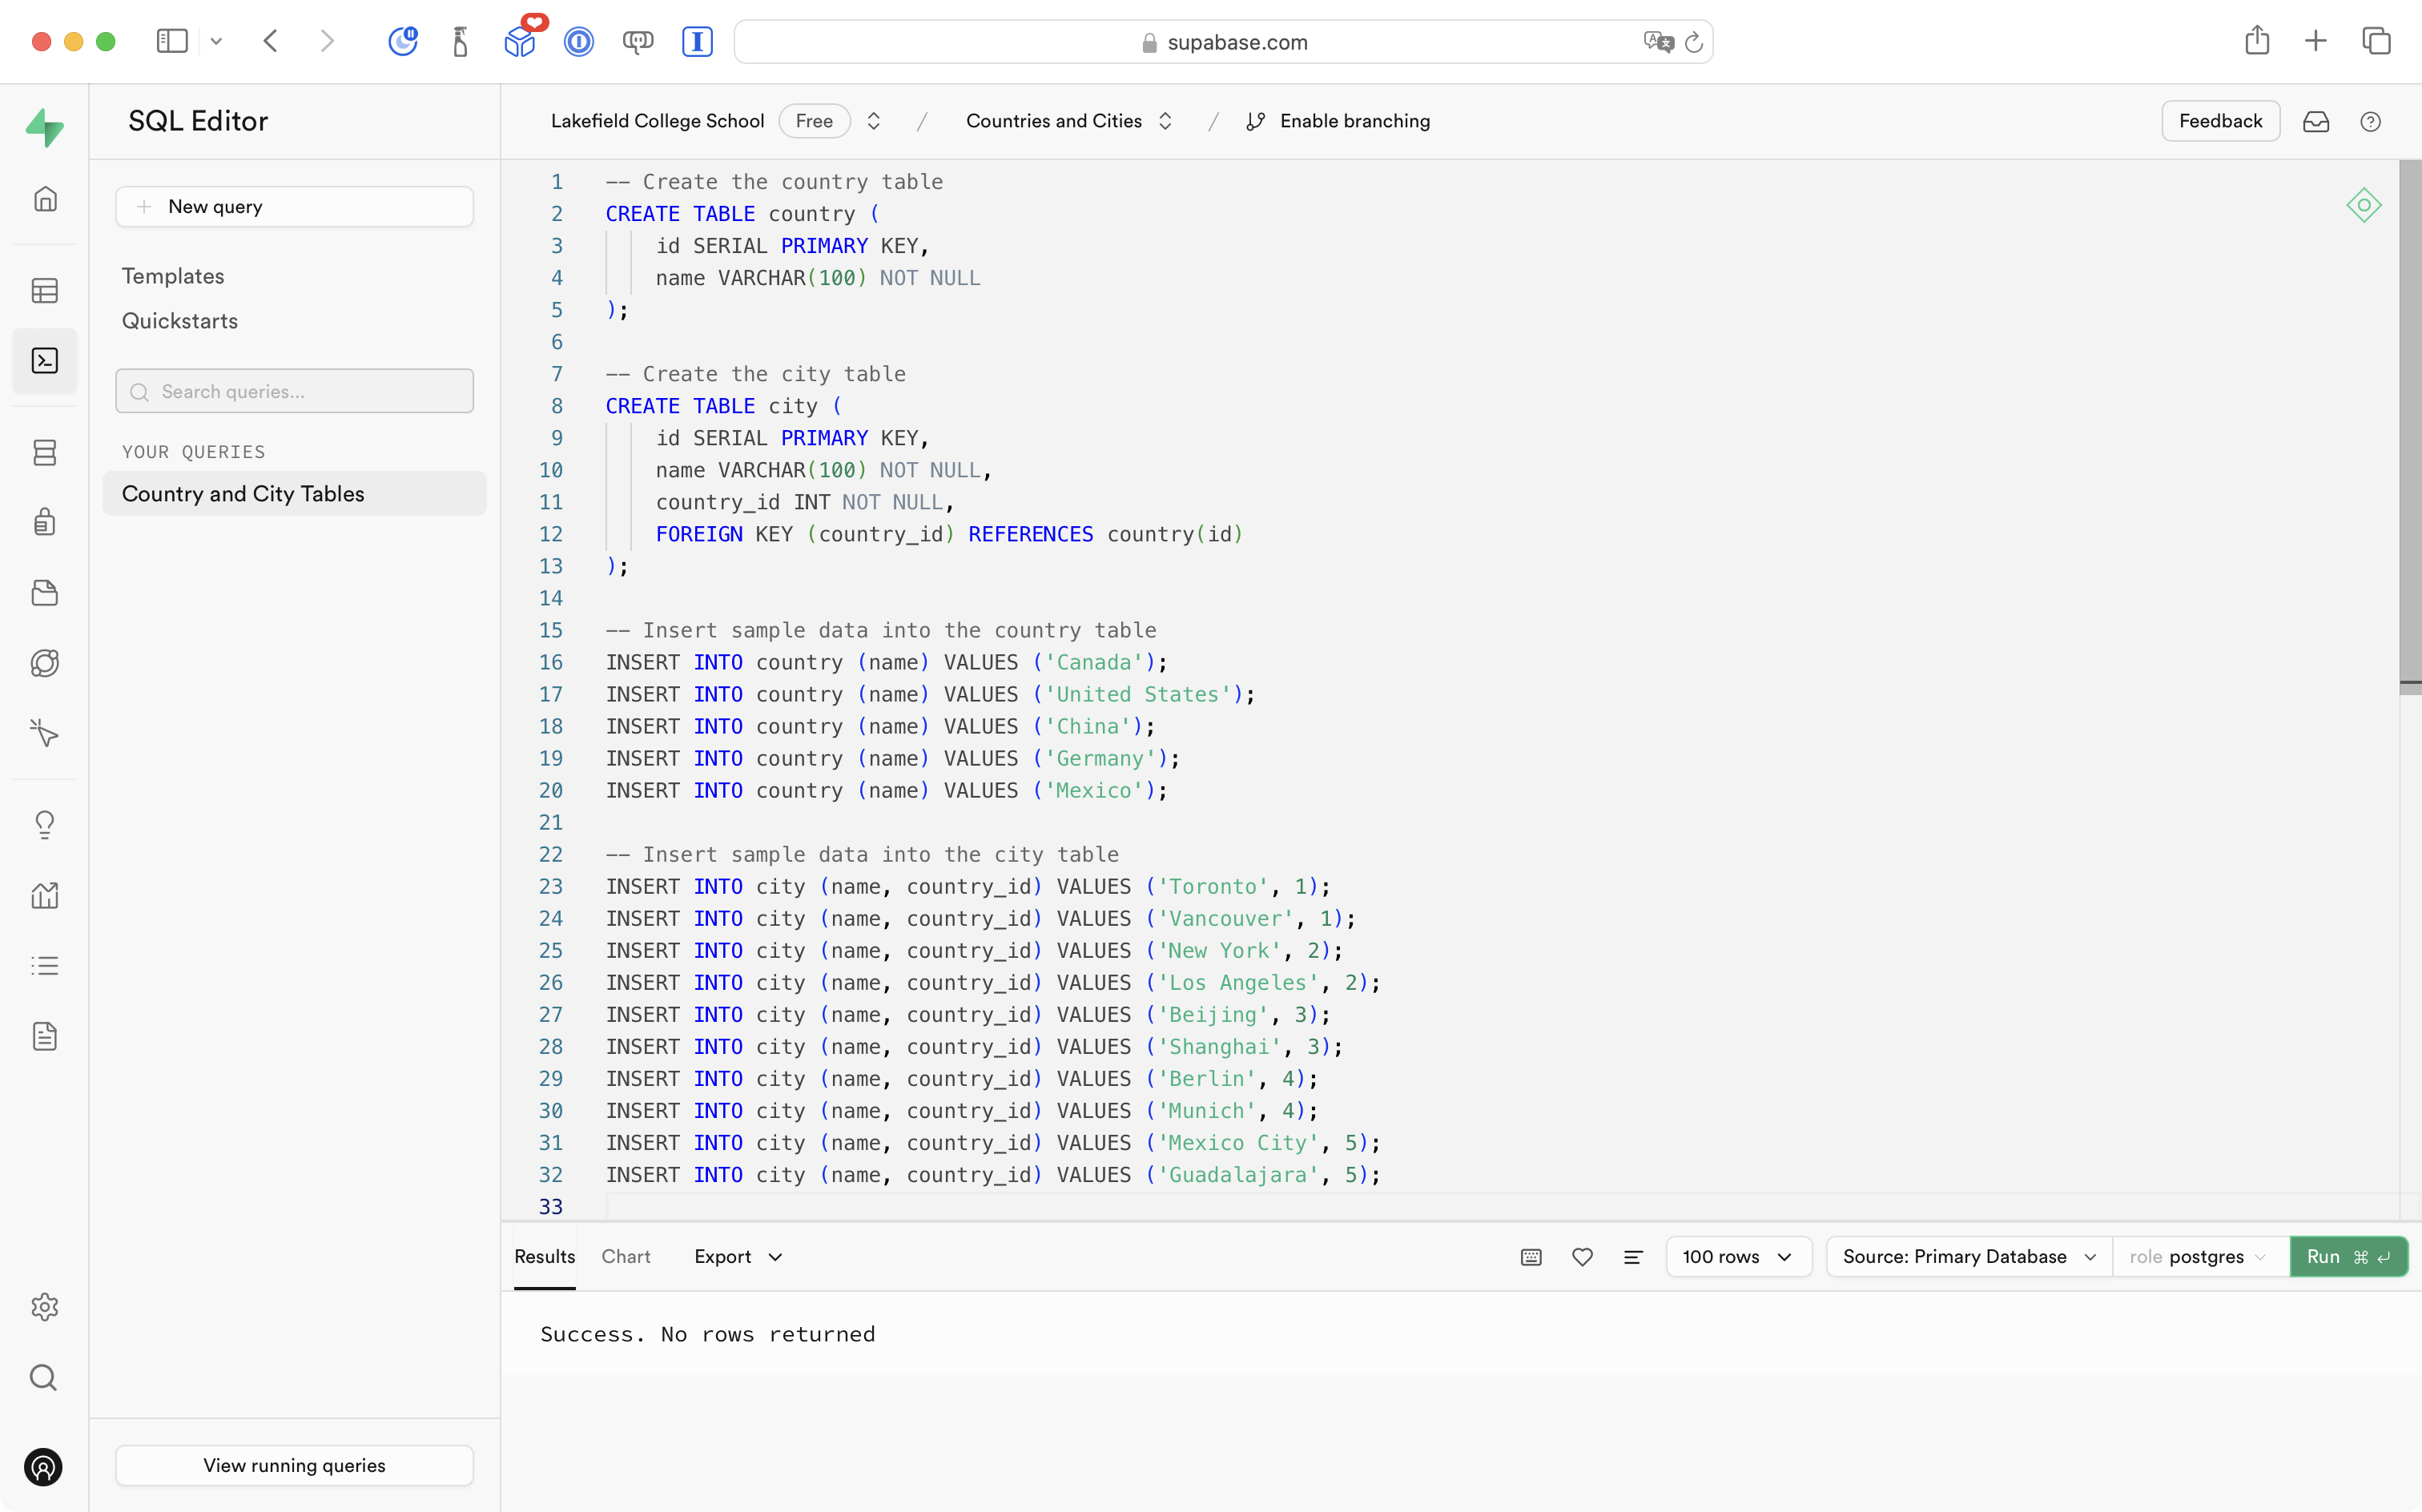 supabase.com
SQL Editor
Lakefield College School Free / Countries and Cities / Enable branching
Feedback
New query
Templates
Quickstarts
Search queries...
YOUR QUERIES
Country and City Tables
View running queries
1 -- Create the country table
2 CREATE TABLE country (
3 id SERIAL PRIMARY KEY,
4 name VARCHAR(100) NOT NULL
5 );
6
7 -- Create the city table
8 CREATE TABLE city (
9 id SERIAL PRIMARY KEY,
10 name VARCHAR(100) NOT NULL,
11 country_id INT NOT NULL,
12 FOREIGN KEY (country_id) REFERENCES country(id)
13 );
14
15 -- Insert sample data into the country table
16 INSERT INTO country (name) VALUES ('Canada');
17 INSERT INTO country (name) VALUES ('United States');
18 INSERT INTO country (name) VALUES ('China');
19 INSERT INTO country (name) VALUES ('Germany');
20 INSERT INTO country (name) VALUES ('Mexico');
21
22 -- Insert sample data into the city table
23 INSERT INTO city (name, country_id) VALUES ('Toronto', 1);
24 INSERT INTO city (name, country_id) VALUES ('Vancouver', 1);
25 INSERT INTO city (name, country_id) VALUES ('New York', 2);
26 INSERT INTO city (name, country_id) VALUES ('Los Angeles', 2);
27 INSERT INTO city (name, country_id) VALUES ('Beijing', 3);
28 INSERT INTO city (name, country_id) VALUES ('Shanghai', 3);
29 INSERT INTO city (name, country_id) VALUES ('Berlin', 4);
30 INSERT INTO city (name, country_id) VALUES ('Munich', 4);
31 INSERT INTO city (name, country_id) VALUES ('Mexico City', 5);
32 INSERT INTO city (name, country_id) VALUES ('Guadalajara', 5);
33
Results Chart Export 100 rows Source: Primary Database role postgres Run ⌘ ↵
Success. No rows returned